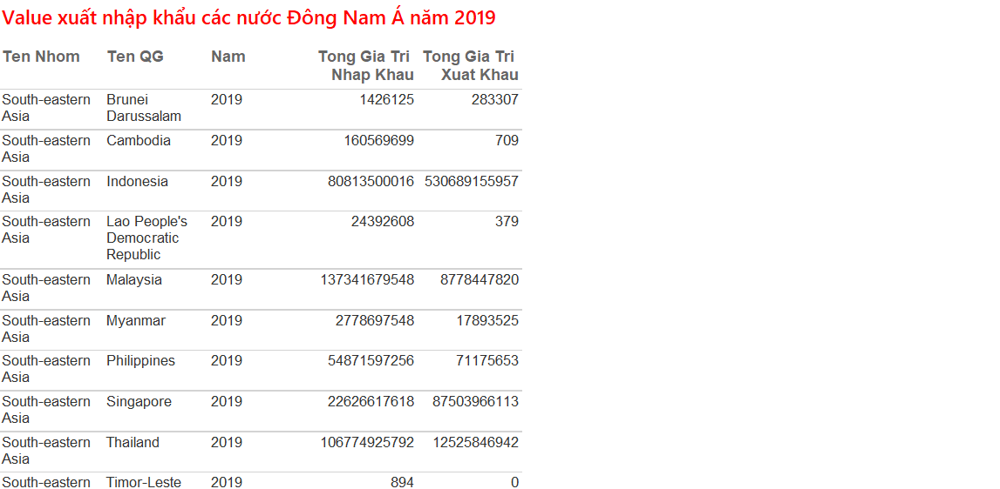 Value xuất nhập khẩu các nước Đông Nam Á năm 2019
Ten Nhom Ten QG Nam Tong Gia Tri Nhap Khau Tong Gia Tri Xuat Khau
South-eastern Asia Brunei Darussalam 2019 1426125 283307
South-eastern Asia Cambodia 2019 160569699 709
South-eastern Asia Indonesia 2019 80813500016 530689155957
South-eastern Asia Lao People's Democratic Republic 2019 24392608 379
South-eastern Asia Malaysia 2019 137341679548 8778447820
South-eastern Asia Myanmar 2019 2778697548 17893525
South-eastern Asia Philippines 2019 54871597256 71175653
South-eastern Asia Singapore 2019 22626617618 87503966113
South-eastern Asia Thailand 2019 106774925792 12525846942
South-eastern Timor-Leste 2019 894 0